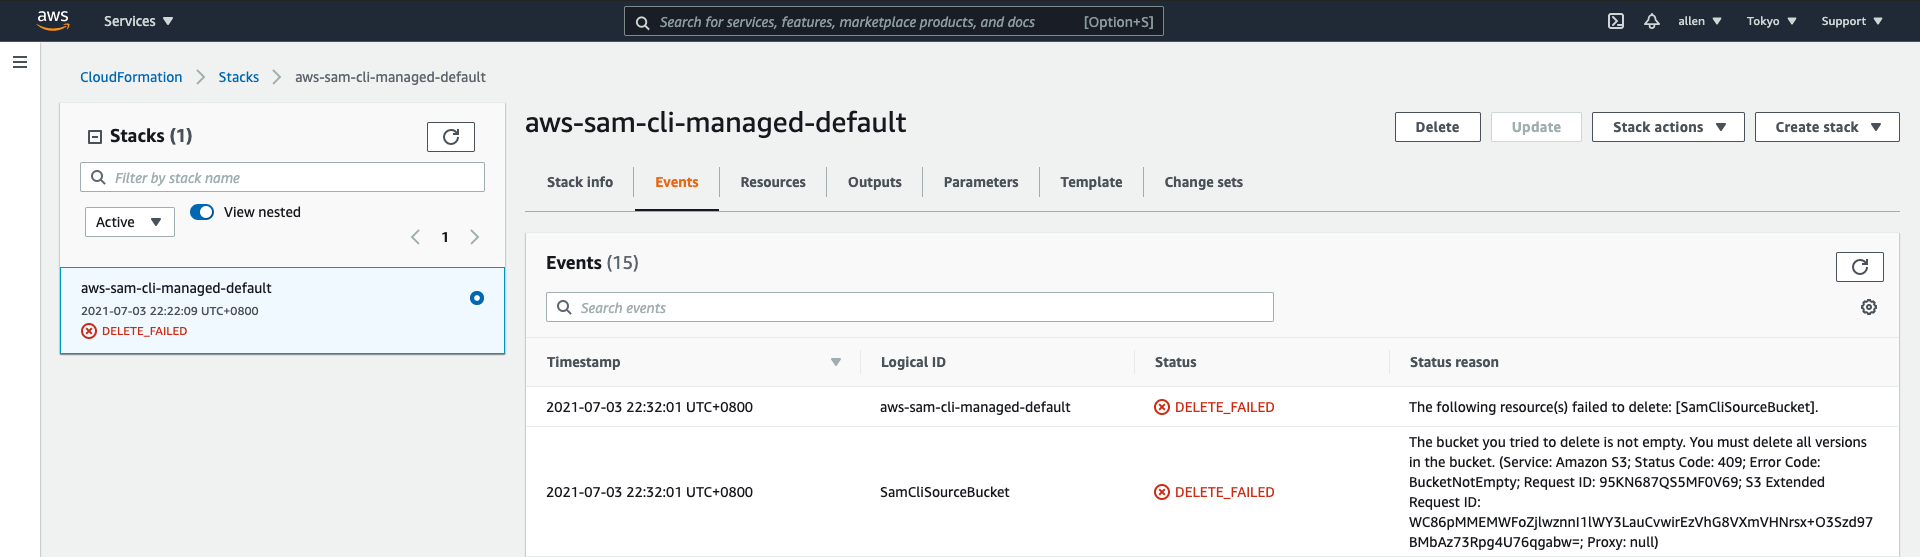 aws
Services
Search for services, features, marketplace products, and docs
[Option+S]
allen
Tokyo
Support
CloudFormation
Stacks
aws-sam-cli-managed-default
Stacks (1)
Filter by stack name
Active
View nested
1
aws-sam-cli-managed-default
2021-07-03 22:22:09 UTC+0800
DELETE_FAILED
aws-sam-cli-managed-default
Delete
Update
Stack actions
Create stack
Stack info
Events
Resources
Outputs
Parameters
Template
Change sets
Events (15)
Search events
Timestamp
Logical ID
Status
Status reason
2021-07-03 22:32:01 UTC+0800
aws-sam-cli-managed-default
DELETE_FAILED
The following resource(s) failed to delete: [SamCliSourceBucket].
2021-07-03 22:32:01 UTC+0800
SamCliSourceBucket
DELETE_FAILED
The bucket you tried to delete is not empty. You must delete all versions
in the bucket. (Service: Amazon S3; Status Code: 409; Error Code:
BucketNotEmpty; Request ID: 95KN687QS5MF0V69; S3 Extended
Request ID:
WC86pMMEMWFoZjlwznnI1lWY3LauCvwirEzVhG8VXmVHNrsx+O3Szd97
BMbAz73Rpg4U76qgabw=; Proxy: null)